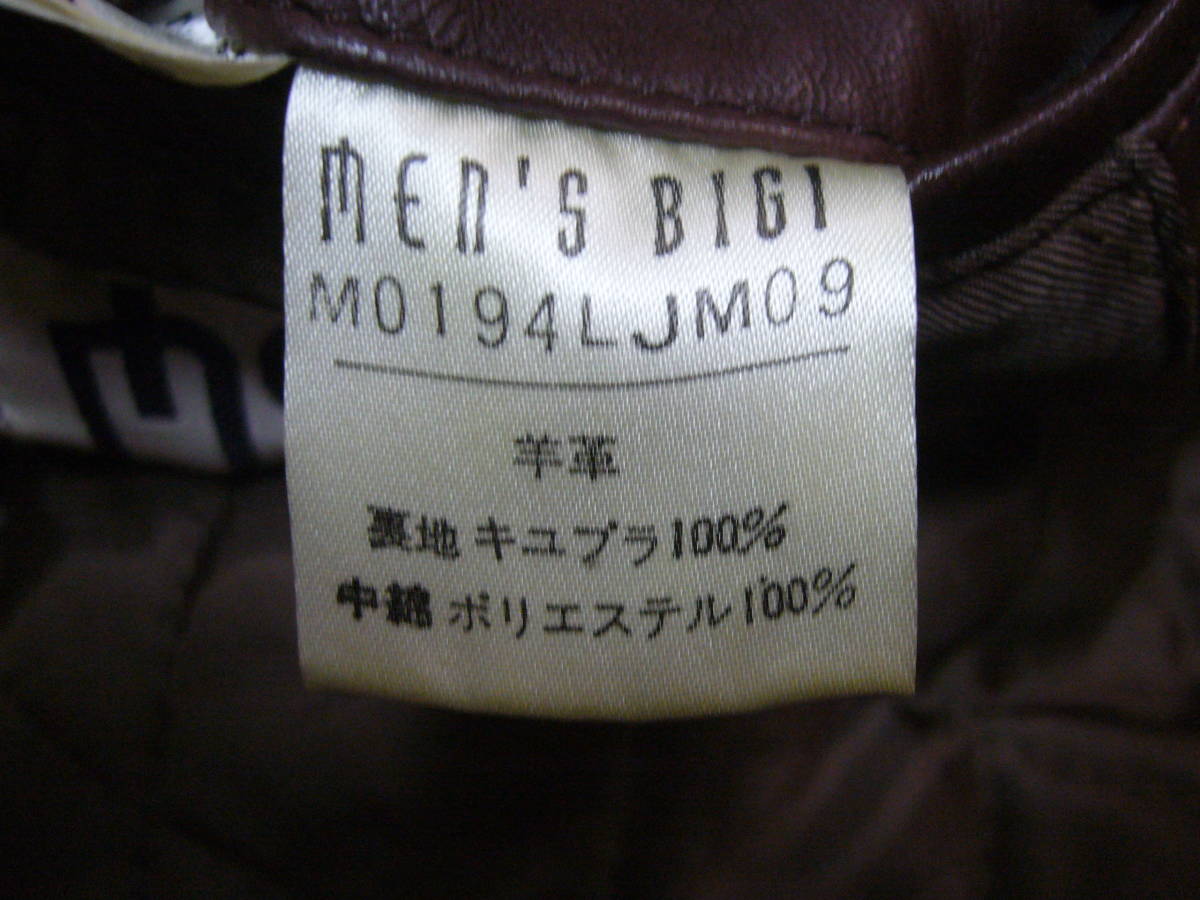 MEN'S BIGI
M0194LJM09
羊革
裏地 キュプラ100%
中綿 ポリエステル100%